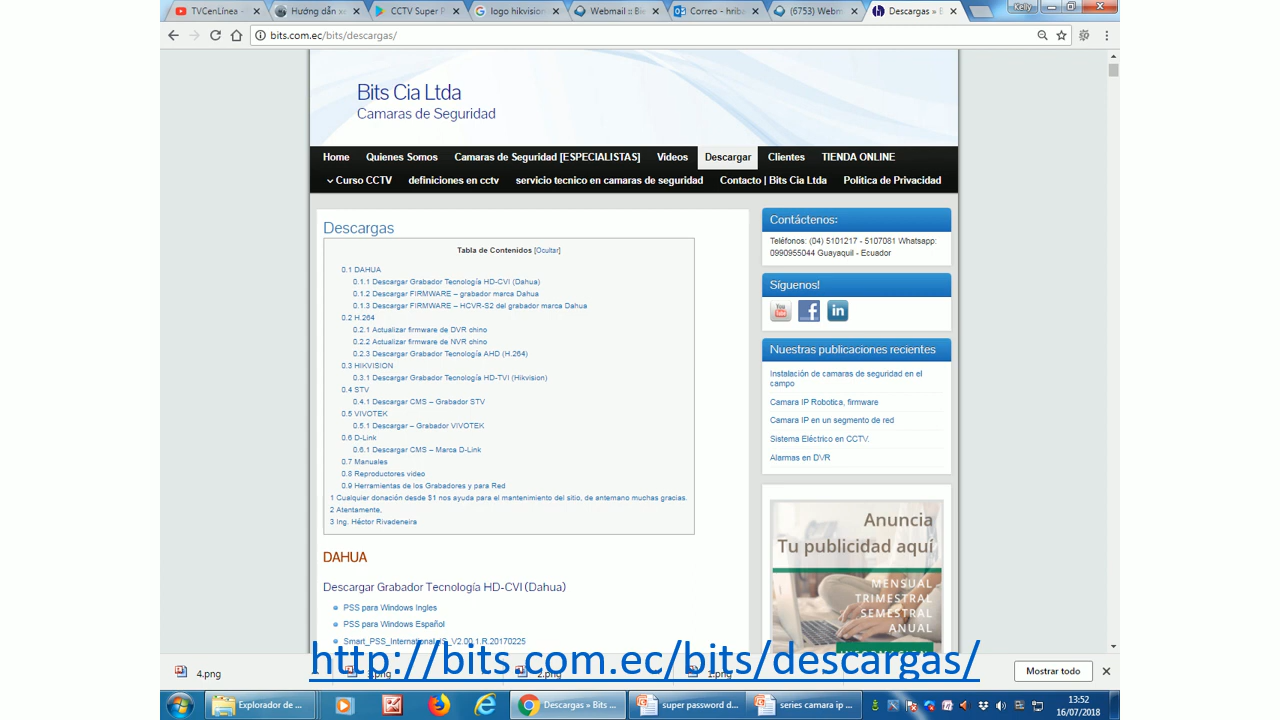 TVCenLínea -
Hướng dẫn x
CCTV Super P
logo hikvision
Webmail :: Bi
Correo - hriba
(6753) Webm
Descargas » B
Kelly
bits.com.ec/bits/descargas/
Bits Cia Ltda
Camaras de Seguridad
Home Quienes Somos Camaras de Seguridad [ESPECIALISTAS] Videos Descargar Clientes TIENDA ONLINE
Curso CCTV definiciones en cctv servicio tecnico en camaras de seguridad Contacto | Bits Cia Ltda Política de Privacidad
Descargas
Tabla de Contenidos [Ocultar]
0.1 DAHUA
0.1.1 Descargar Grabador Tecnología HD-CVI (Dahua)
0.1.2 Descargar FIRMWARE – grabador marca Dahua
0.1.3 Descargar FIRMWARE – HCVR-S2 del grabador marca Dahua
0.2 H.264
0.2.1 Actualizar firmware de DVR chino
0.2.2 Actualizar firmware de NVR chino
0.2.3 Descargar Grabador Tecnología AHD (H.264)
0.3 HIKVISION
0.3.1 Descargar Grabador Tecnología HD-TVI (Hikvision)
0.4 STV
0.4.1 Descargar CMS – Grabador STV
0.5 VIVOTEK
0.5.1 Descargar – Grabador VIVOTEK
0.6 D-Link
0.6.1 Descargar CMS – Marca D-Link
0.7 Manuales
0.8 Reproductores video
0.9 Herramientas de los Grabadores y para Red
1 Cualquier donación desde $1 nos ayuda para el mantenimiento del sitio, de antemano muchas gracias.
2 Atentamente,
3 Ing. Héctor Rivadeneira
DAHUA
Descargar Grabador Tecnología HD-CVI (Dahua)
PSS para Windows Ingles
PSS para Windows Español
Smart_PSS_International_IS_V2.00.1.R.20170225
Contáctenos:
Teléfonos: (04) 5101217 - 5107081 Whatsapp:
0990955044 Guayaquil - Ecuador
Síguenos!
You
Tube
f
in
Nuestras publicaciones recientes
Instalación de camaras de seguridad en el
campo
Camara IP Robotica, firmware
Camara IP en un segmento de red
Sistema Eléctrico en CCTV.
Alarmas en DVR
Anuncia
Tu publicidad aquí
MENSUAL
TRIMESTRAL
SEMESTRAL
ANUAL
http://bits.com.ec/bits/descargas/
4.png
3.png
2.png
1.png
Mostrar todo
Explorador de ...
Descargas » Bits ...
super password d...
series camara ip ...
13:52
16/07/2018